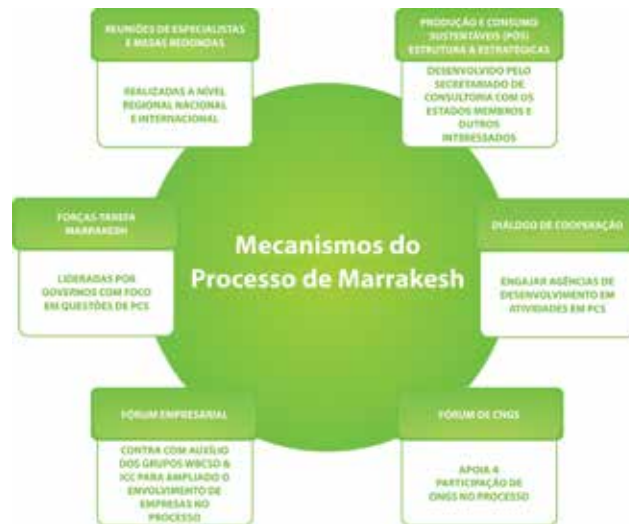 REUNIÕES DE ESPECIALISTAS
E MESAS REDONDAS
REALIZADAS A NÍVEL
REGIONAL NACIONAL
E INTERNACIONAL
PRODUÇÃO E CONSUMO
SUSTENTÁVEIS (PÓS)
ESTRUTURA & ESTRATÉGICAS
DESENVOLVIDO PELO
SECRETARIADO DE
CONSULTORIA COM OS
ESTADOS MEMBROS E
OUTROS
INTERESSADOS
FORÇAS-TAREFA
MARRAKESH
LIDERADAS POR
GOVERNOS COM FOCO
EM QUESTÕES DE PCS
Mecanismos do
Processo de Marrakesh
DIÁLOGO DE COOPERAÇÃO
ENGAJAR AGÊNCIAS DE
DESENVOLVIMENTO EM
ATIVIDADES EM PCS
FÓRUM EMPRESARIAL
CONTRA COM AUXÍLIO
DOS GRUPOS WBCSD &
ICC PARA AMPLIADO O
ENVOLVIMENTO DE
EMPRESAS NO
PROCESSO
FÓRUM DE CNGS
APOIA A
PARTICIPAÇÃO DE
ONGS NO PROCESSO